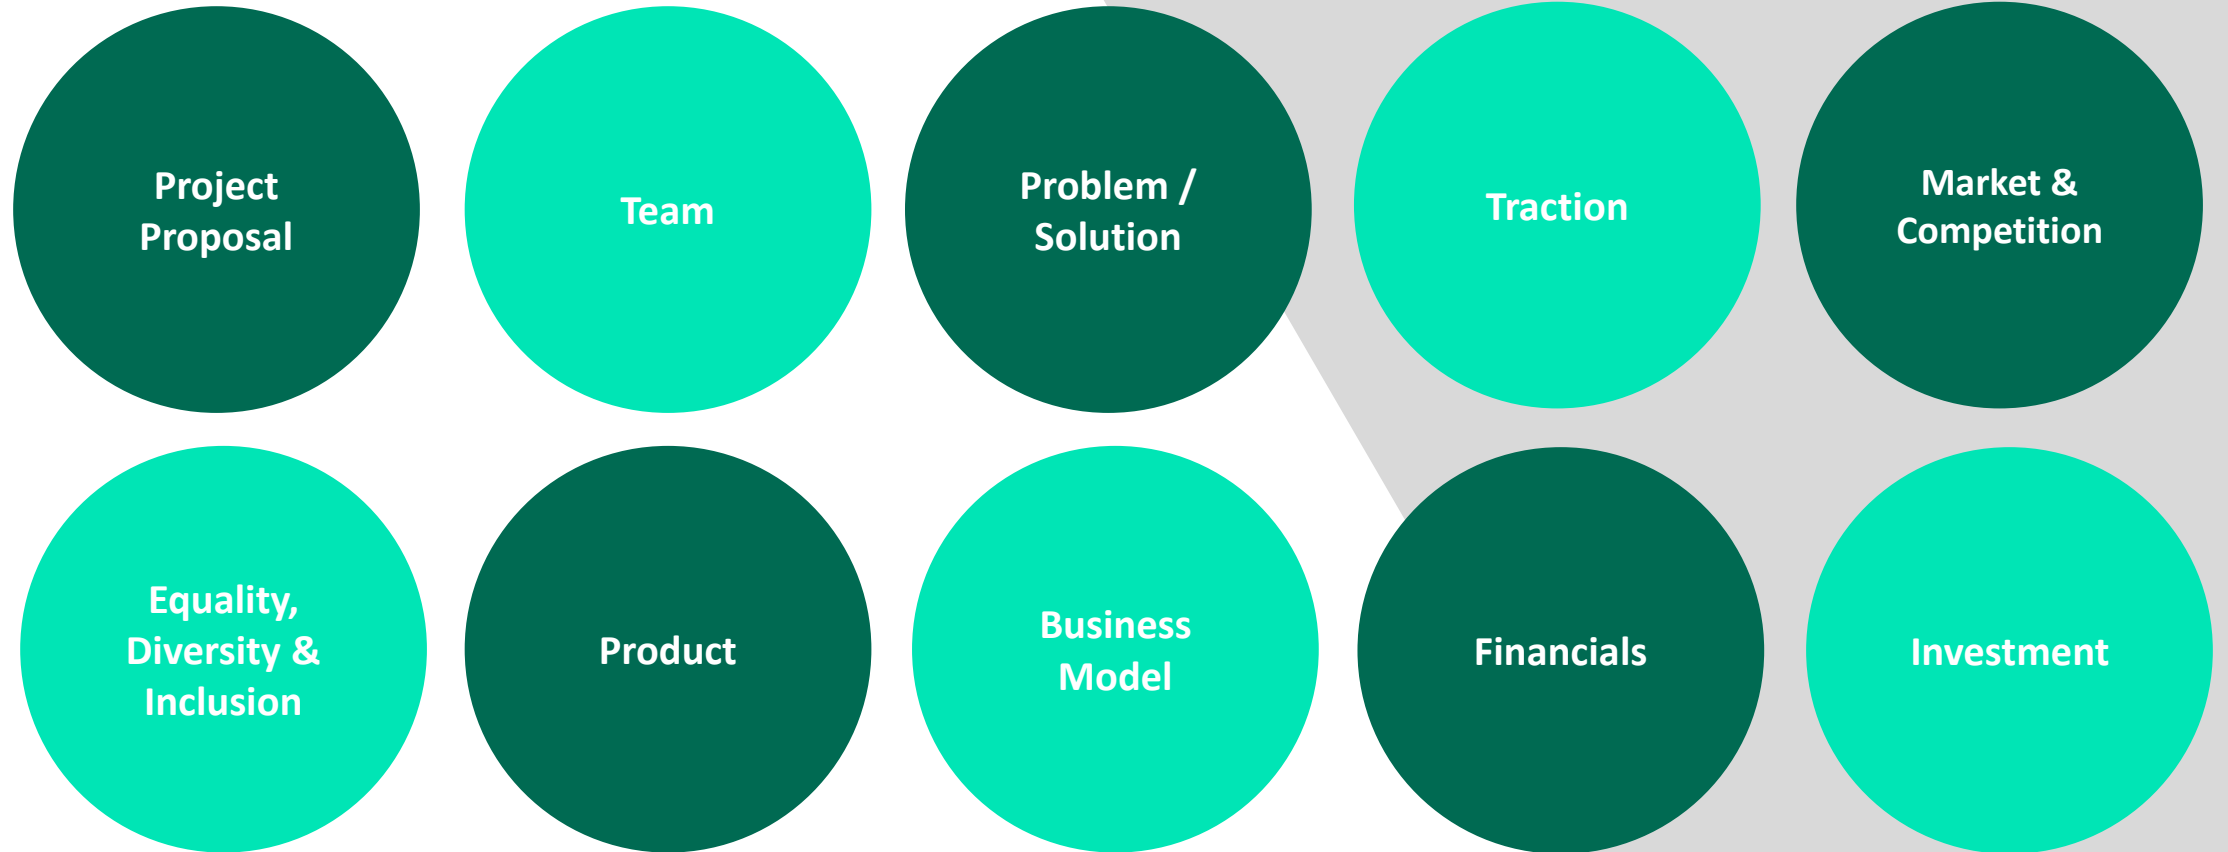 Project
Proposal
Team
Problem /
Solution
Traction
Market &
Competition
Equality,
Diversity &
Inclusion
Product
Business
Model
Financials
Investment